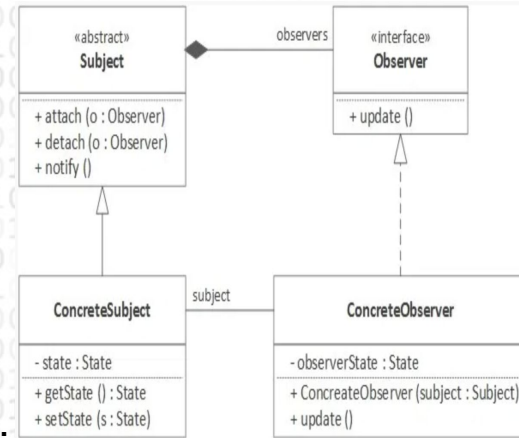 «abstract»
Subject
+ attach (o : Observer)
+ detach (o : Observer)
+ notify ()
observers
«interface»
Observer
+ update ()
ConcreteSubject
- state : State
+ getState () : State
+ setState (s : State)
subject
ConcreteObserver
- observerState : State
+ ConcreateObserver (subject : Subject)
+ update ()